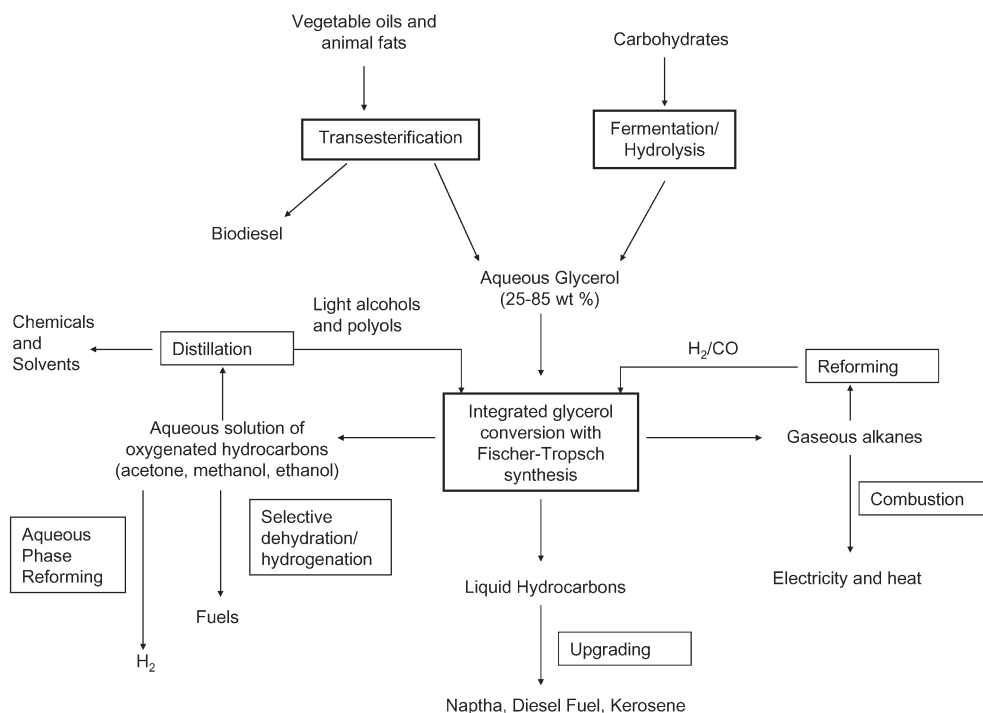 Vegetable oils and
animal fats
Carbohydrates
Transesterification
Fermentation/
Hydrolysis
Biodiesel
Aqueous Glycerol
(25-85 wt %)
Light alcohols
and polyols
Chemicals
and
Solvents
Distillation
H₂/CO
Reforming
Integrated glycerol
conversion with
Fischer-Tropsch
synthesis
Aqueous solution of
oxygenated hydrocarbons
(acetone, methanol, ethanol)
Gaseous alkanes
Aqueous
Phase
Reforming
Selective
dehydration/
hydrogenation
Combustion
Liquid Hydrocarbons
Electricity and heat
Fuels
H₂
Upgrading
Naptha, Diesel Fuel, Kerosene